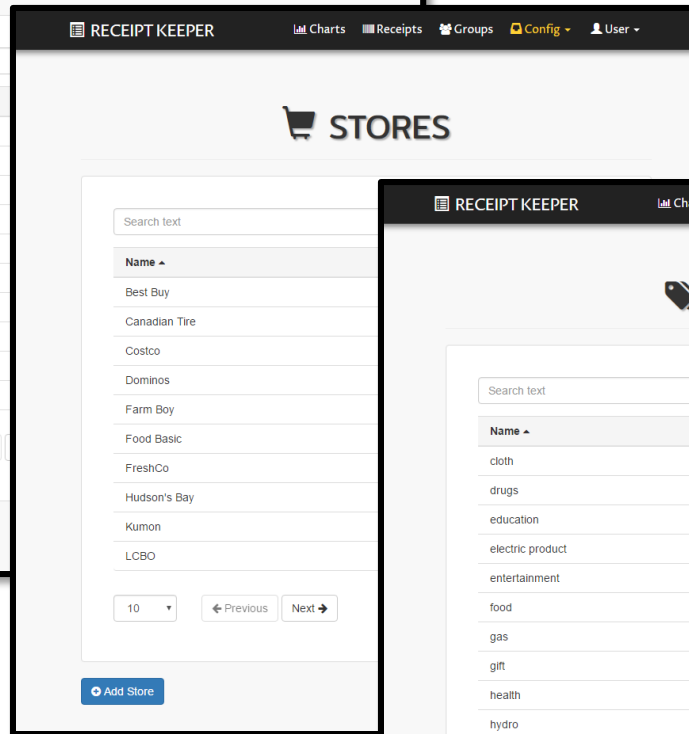 RECEIPT KEEPER
Charts Receipts Groups Config User
STORES
Search text
Name
Best Buy
Canadian Tire
Costco
Dominos
Farm Boy
Food Basic
FreshCo
Hudson's Bay
Kumon
LCBO
10 Previous Next
Add Store
RECEIPT KEEPER
Search text
Name
cloth
drugs
education
electric product
entertainment
food
gas
gift
health
hydro